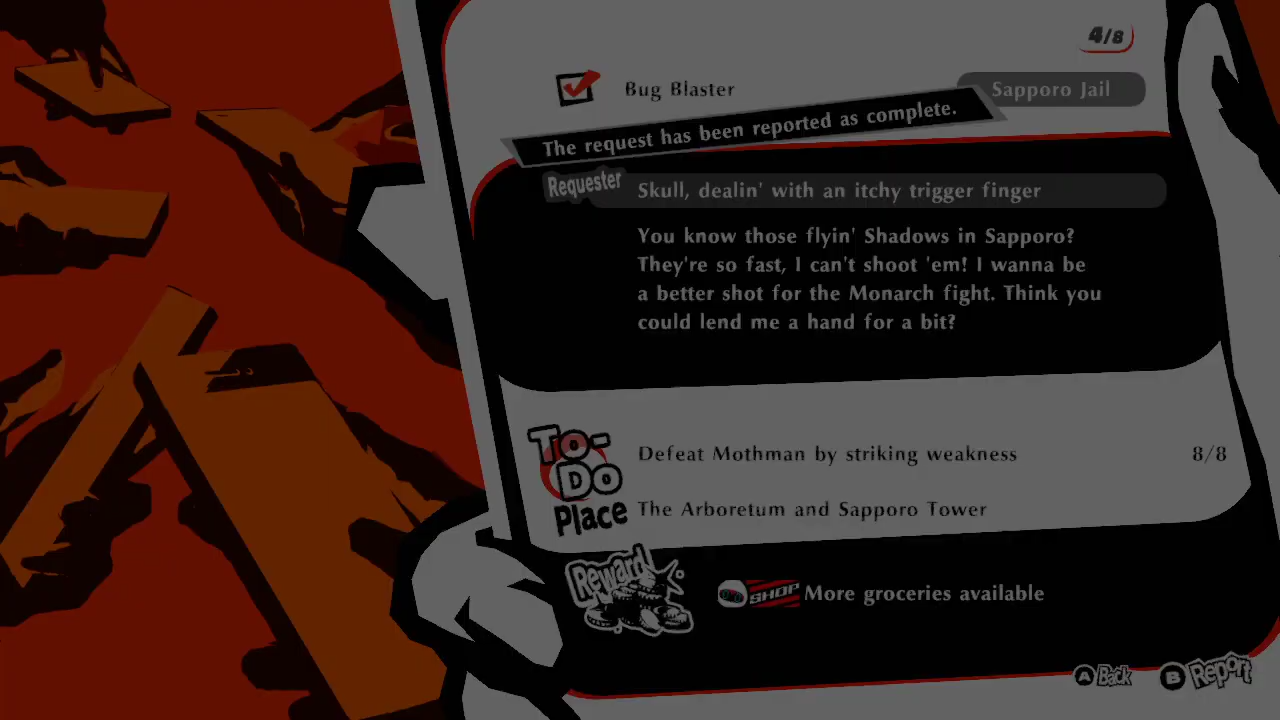 4/8
Bug Blaster
Sapporo Jail
The request has been reported as complete.
Requester
Skull, dealin' with an itchy trigger finger
You know those flyin' Shadows in Sapporo?
They're so fast, I can't shoot 'em! I wanna be
a better shot for the Monarch fight. Think you
could lend me a hand for a bit?
To-Do
Defeat Mothman by striking weakness 8/8
Place
The Arboretum and Sapporo Tower
Reward
SHOP More groceries available
A Back B Report